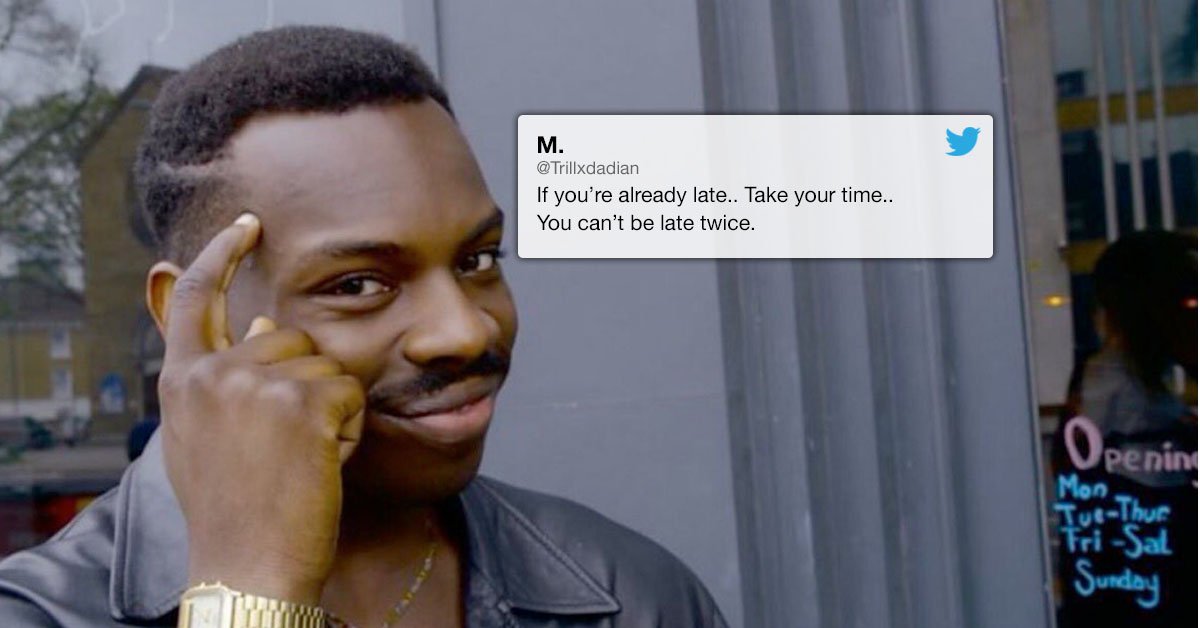 M.
@Trillxdadian
If you’re already late.. Take your time..
You can’t be late twice.
Opening
Mon
Tue-Thur
Fri -Sat
Sunday